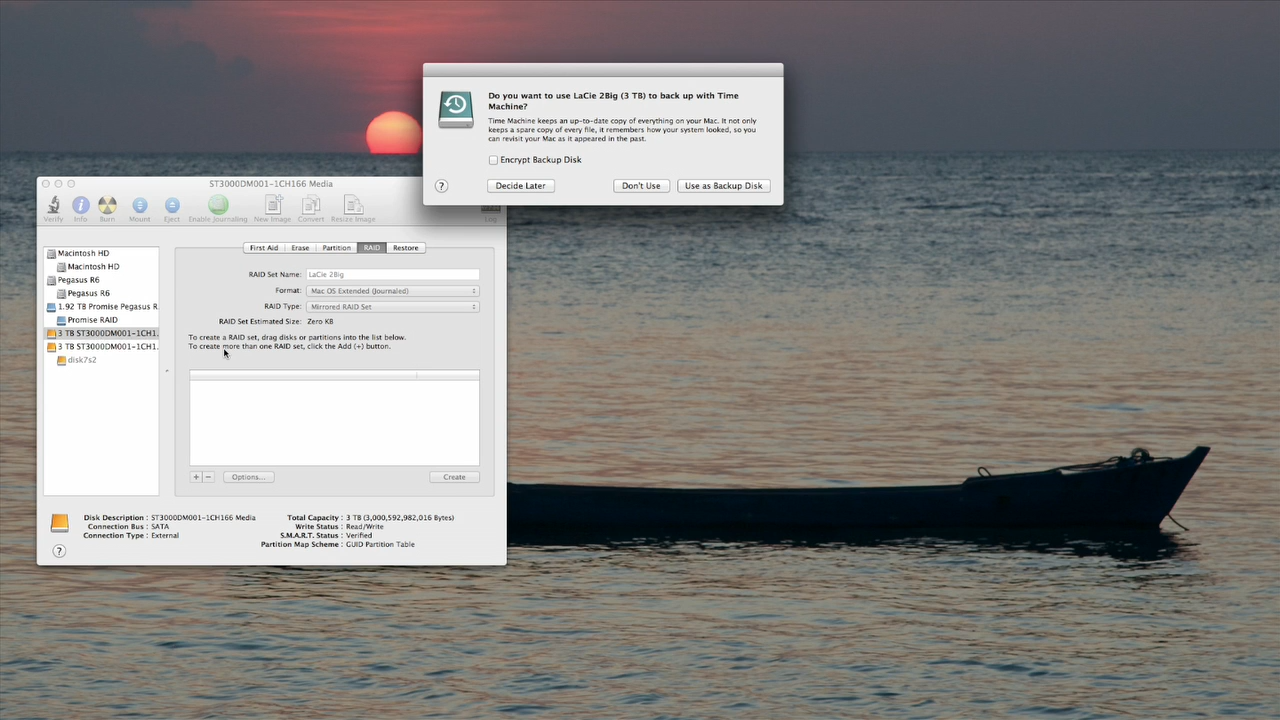 Do you want to use LaCie 2Big (3 TB) to back up with Time
Machine?
Time Machine keeps an up-to-date copy of everything on your Mac. It not only
keeps a spare copy of every file, it remembers how your system looked, so you
can revisit your Mac as it appeared in the past.
Encrypt Backup Disk
?
Decide Later
Don't Use
Use as Backup Disk
ST3000DM001-1CH166 Media
Verify
Info
Burn
Mount
Eject
Enable Journaling
New Image
Convert
Resize Image
Log
Macintosh HD
Macintosh HD
Pegasus R6
Pegasus R6
1.92 TB Promise Pegasus R.
Promise RAID
3 TB ST3000DM001-1CH1.
3 TB ST3000DM001-1CH1.
disk7s2
First Aid
Erase
Partition
RAID
Restore
RAID Set Name: LaCie 2Big
Format: Mac OS Extended (Journaled)
RAID Type: Mirrored RAID Set
RAID Set Estimated Size: Zero KB
To create a RAID set, drag disks or partitions into the list below.
To create more than one RAID set, click the Add (+) button.
+ −
Options...
Create
Disk Description : ST3000DM001-1CH166 Media
Connection Bus : SATA
Connection Type : External
Total Capacity : 3 TB (3,000,592,982,016 Bytes)
Write Status : Read/Write
S.M.A.R.T. Status : Verified
Partition Map Scheme : GUID Partition Table
?